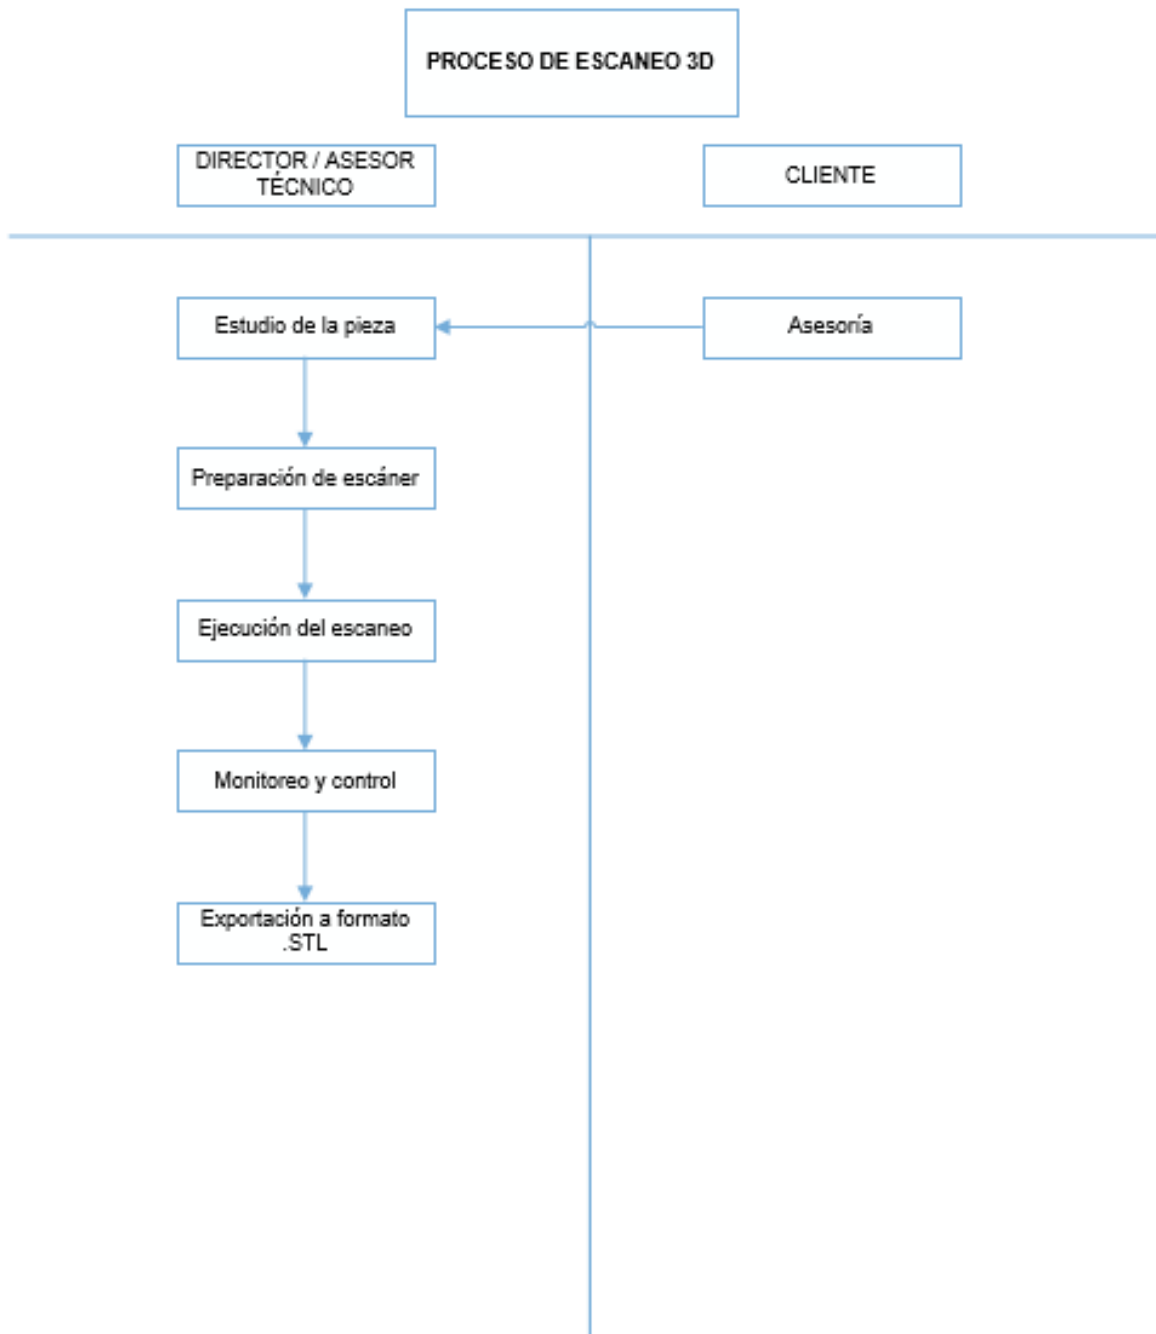 PROCESO DE ESCANEO 3D
DIRECTOR / ASESOR
TÉCNICO
CLIENTE
Estudio de la pieza
Asesoría
Preparación de escáner
Ejecución del escaneo
Monitoreo y control
Exportación a formato
.STL